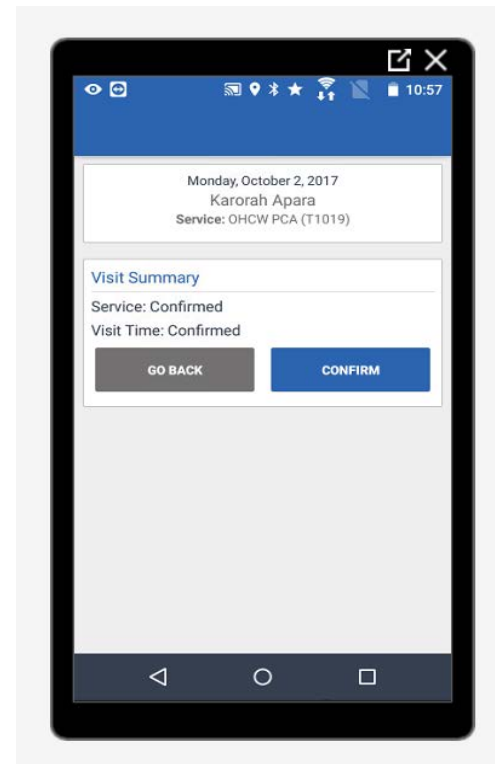 10:57
Monday, October 2, 2017
Karorah Apara
Service: OHCW PCA (T1019)
Visit Summary
Service: Confirmed
Visit Time: Confirmed
GO BACK CONFIRM